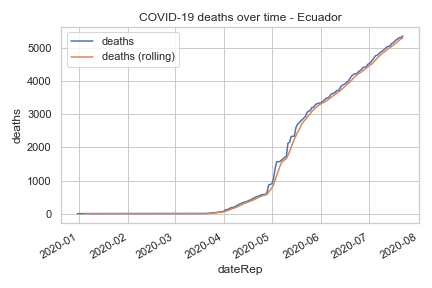 COVID-19 deaths over time - Ecuador
deaths
deaths (rolling)
5000
4000
3000
2000
1000
0
deaths
2020-01
2020-02
2020-03
2020-04
2020-05
2020-06
2020-07
2020-08
dateRep